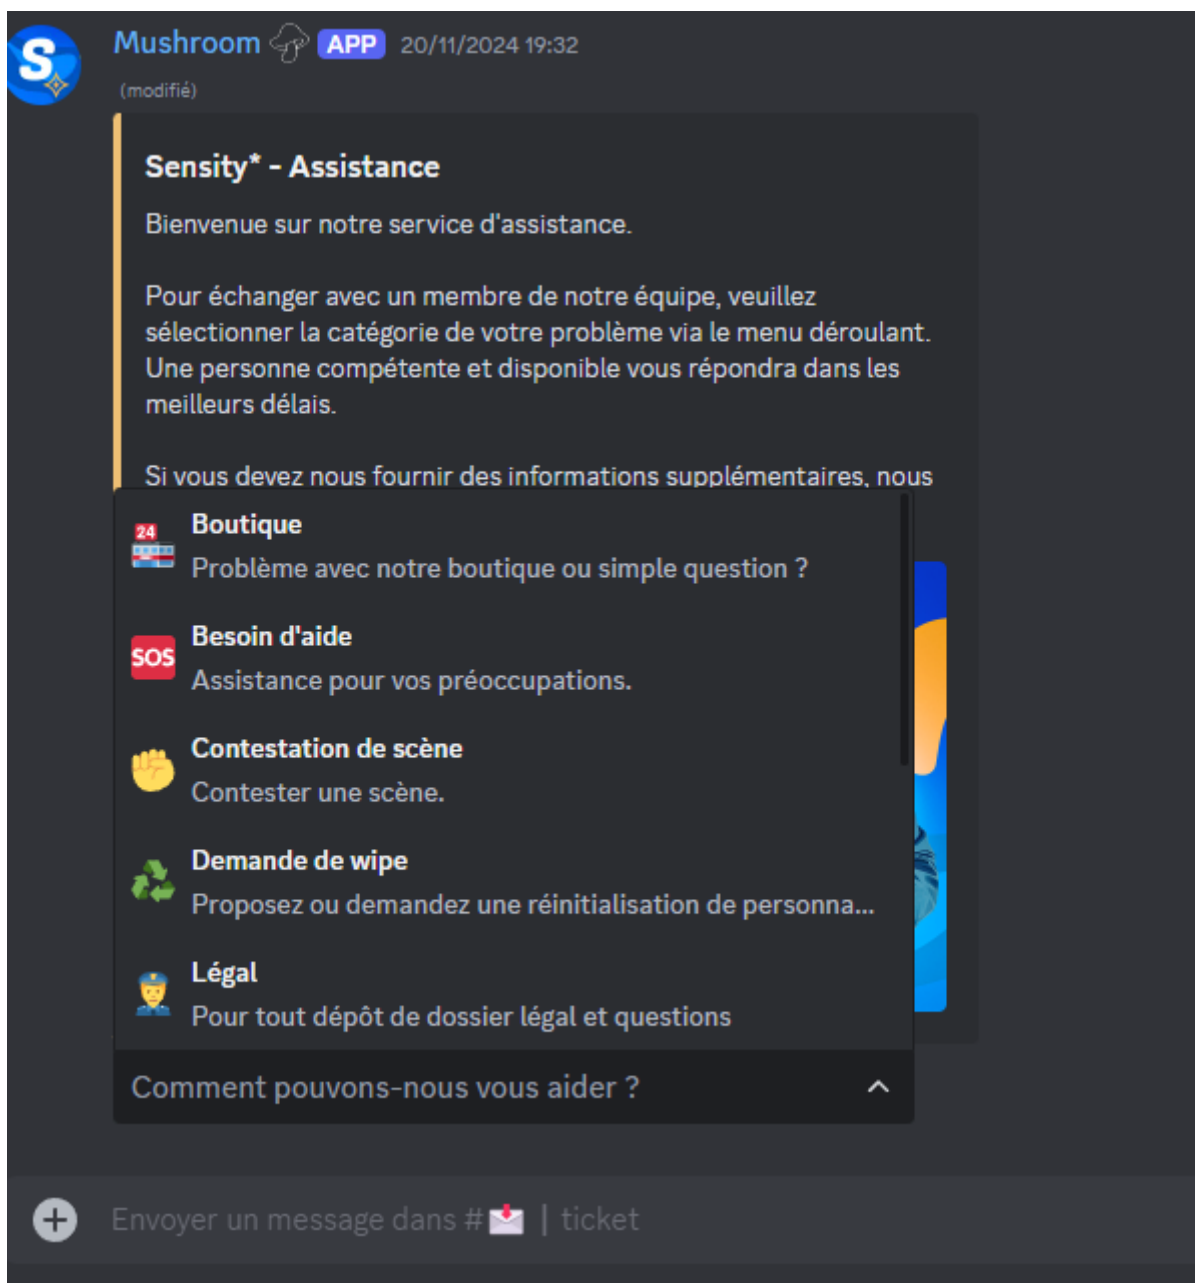 S.
Mushroom APP 20/11/2024 19:32
(modifié)
Sensity* - Assistance
Bienvenue sur notre service d'assistance.
Pour échanger avec un membre de notre équipe, veuillez
sélectionner la catégorie de votre problème via le menu déroulant.
Une personne compétente et disponible vous répondra dans les
meilleurs délais.
Si vous devez nous fournir des informations supplémentaires, nous
24
Boutique
Problème avec notre boutique ou simple question ?
SOS
Besoin d'aide
Assistance pour vos préoccupations.
Contestation de scène
Contester une scène.
Demande de wipe
Proposez ou demandez une réinitialisation de personna...
Légal
Pour tout dépôt de dossier légal et questions
Comment pouvons-nous vous aider ?
Envoyer un message dans #📩 | ticket